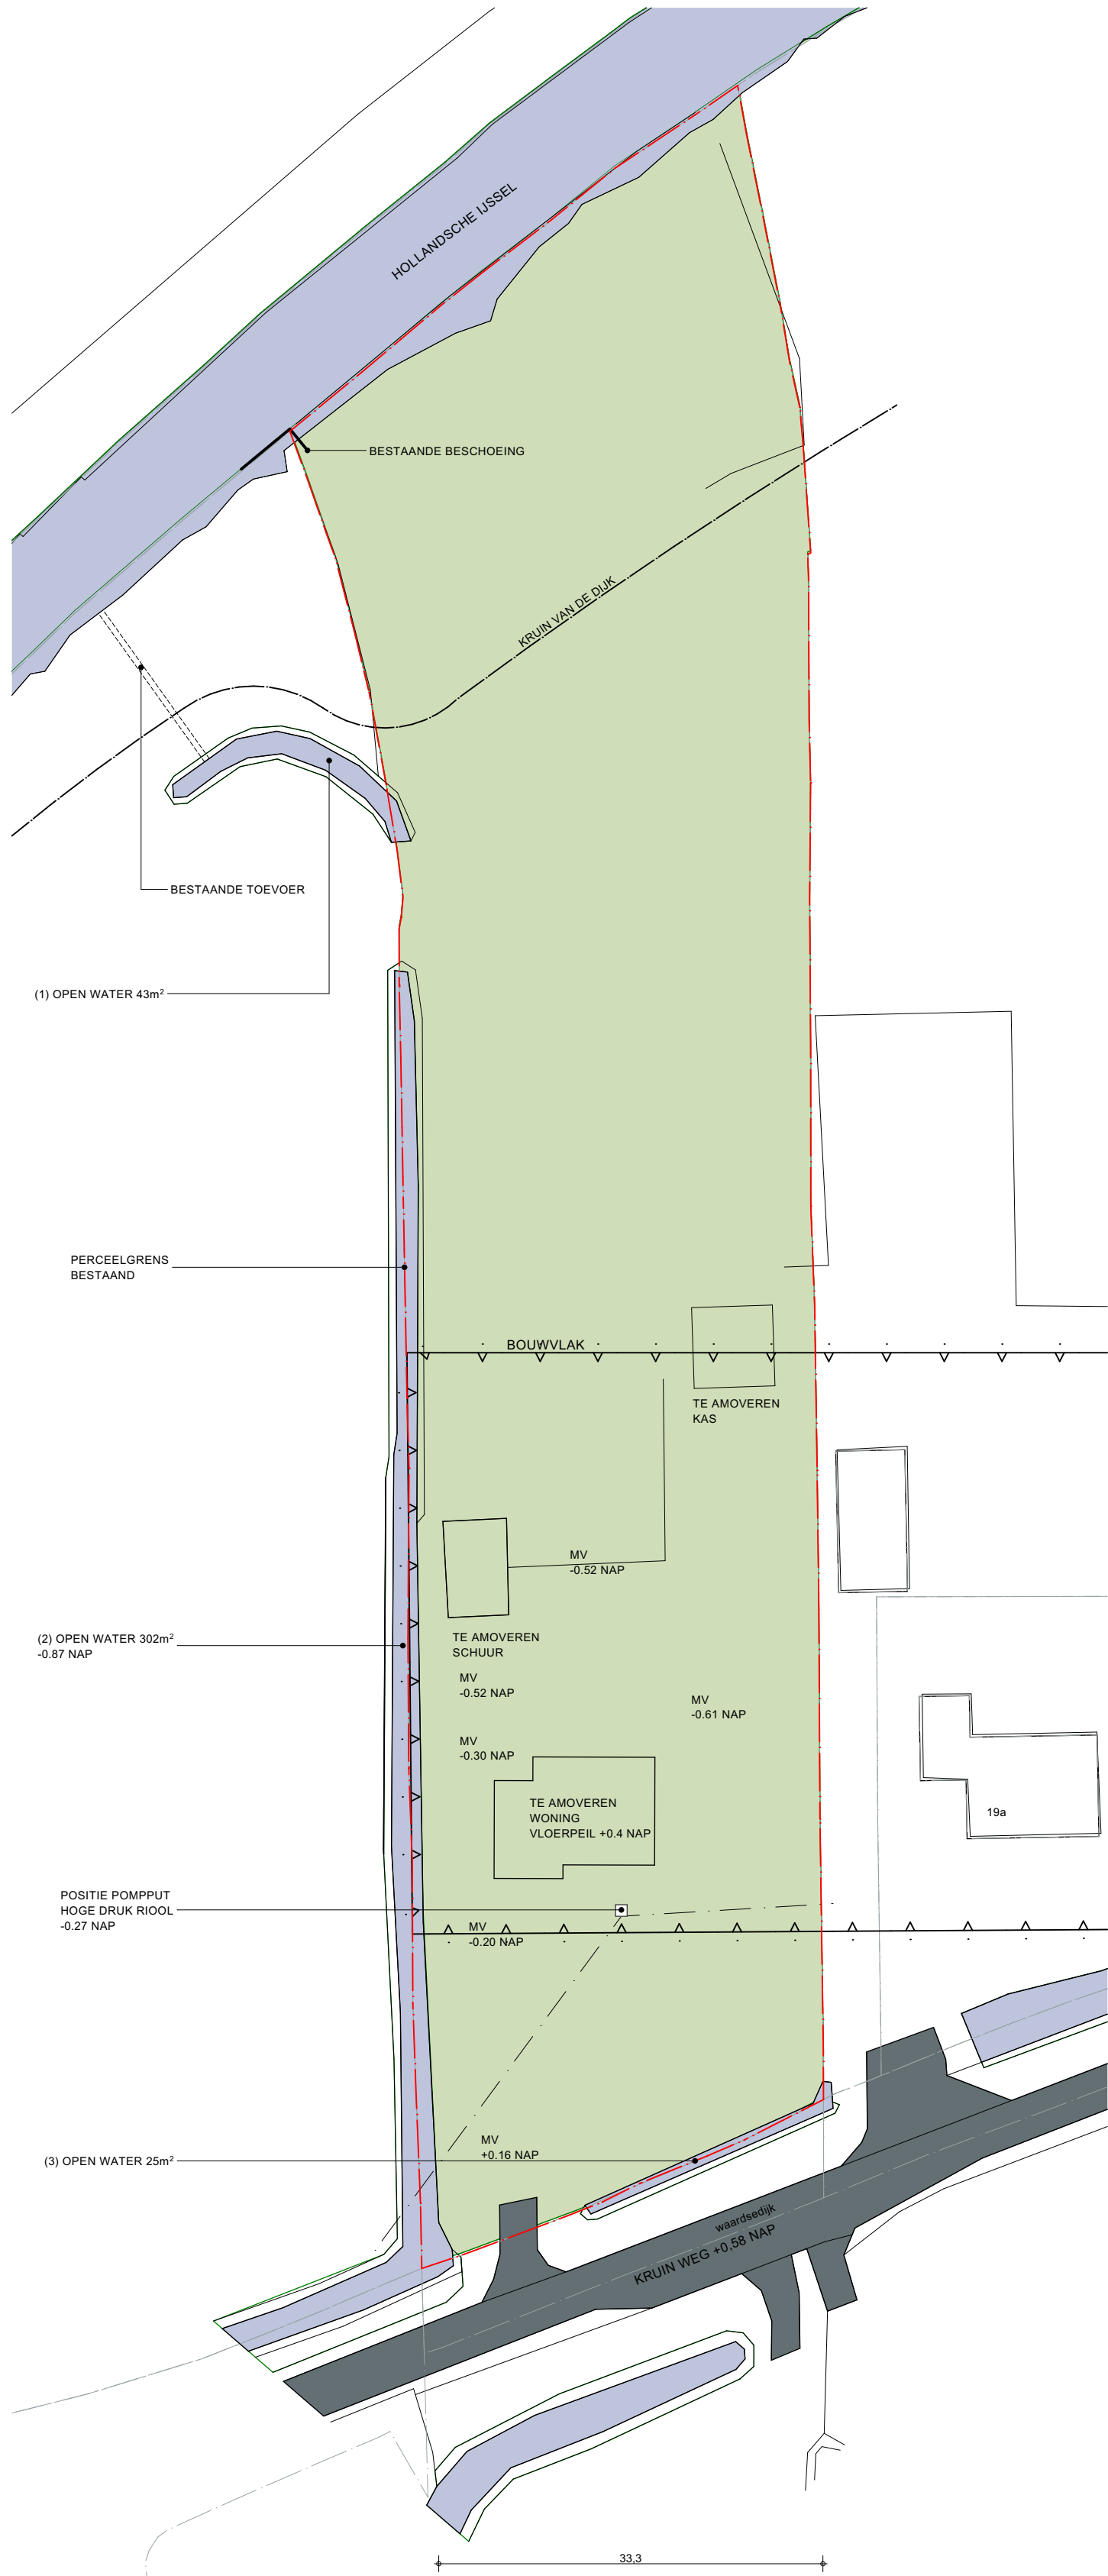 HOLLANDSCHE IJSSEL
BESTAANDE BESCHOEING
KRUIN VAN DE DIJK
BESTAANDE TOEVOER
(1) OPEN WATER 43m²
PERCEELGRENS
BESTAAND
BOUWVLAK
TE AMOVEREN
KAS
MV
-0.52 NAP
(2) OPEN WATER 302m²
-0.87 NAP
TE AMOVEREN
SCHUUR
MV
-0.52 NAP
MV
-0.61 NAP
MV
-0.30 NAP
TE AMOVEREN
WONING
VLOERPEIL +0.4 NAP
19a
POSITIE POMPPUT
HOGE DRUK RIOOL
-0.27 NAP
MV
-0.20 NAP
MV
+0.16 NAP
(3) OPEN WATER 25m²
waardsedijk
KRUIN WEG +0,58 NAP
33,3